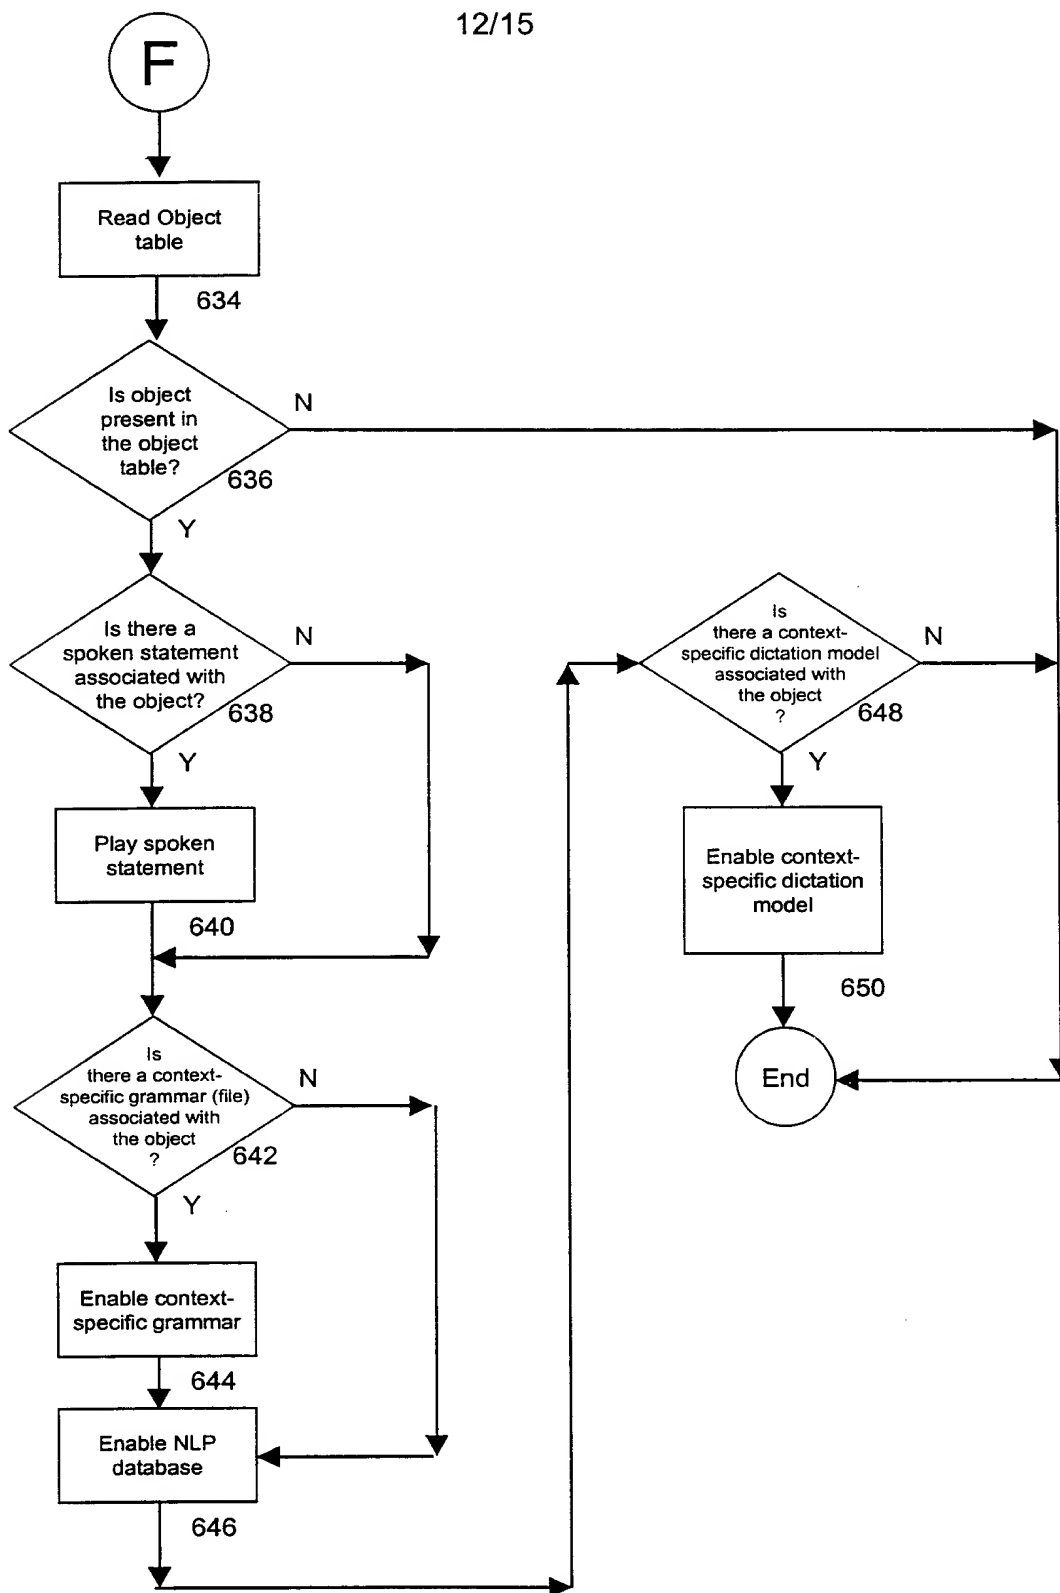 12/15
F
Read Object
table
634
Is object
present in
the object
table?
N
636
Y
Is there a
spoken statement
associated with
the object?
N
638
Y
Play spoken
statement
640
Is
there a context-
specific grammar (file)
associated with
the object
?
N
642
Y
Enable context-
specific grammar
644
Enable NLP
database
646
Is
there a context-
specific dictation model
associated with
the object
?
N
648
Y
Enable context-
specific dictation
model
650
End